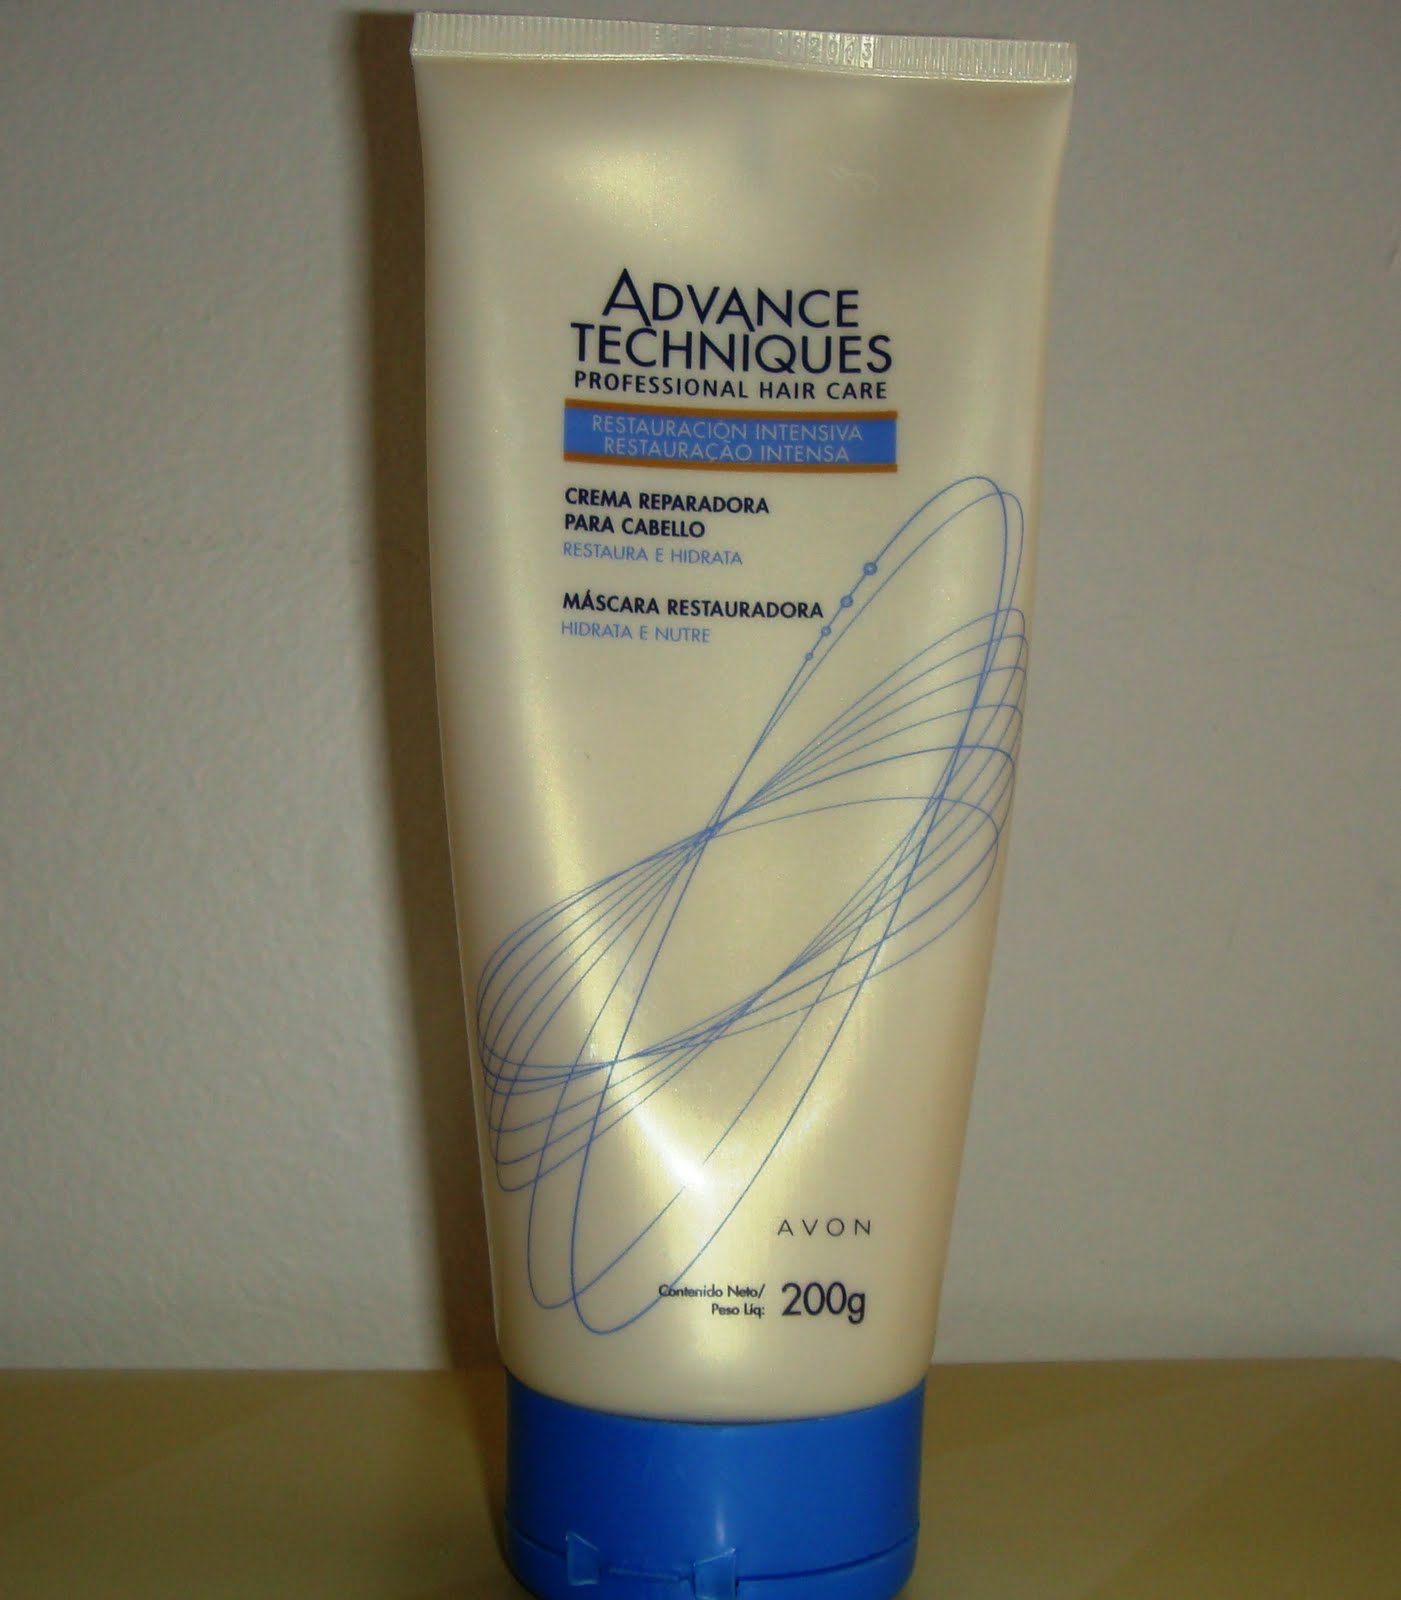 ADVANCE
TECHNIQUES
PROFESSIONAL HAIR CARE
RESTAURACIÓN INTENSIVA
RESTAURAÇÃO INTENSA
CREMA REPARADORA
PARA CABELLO
RESTAURA E HIDRATA
MÁSCARA RESTAURADORA
HIDRATA E NUTRE
AVON
Contenido Neto/
Peso Líq: 200g